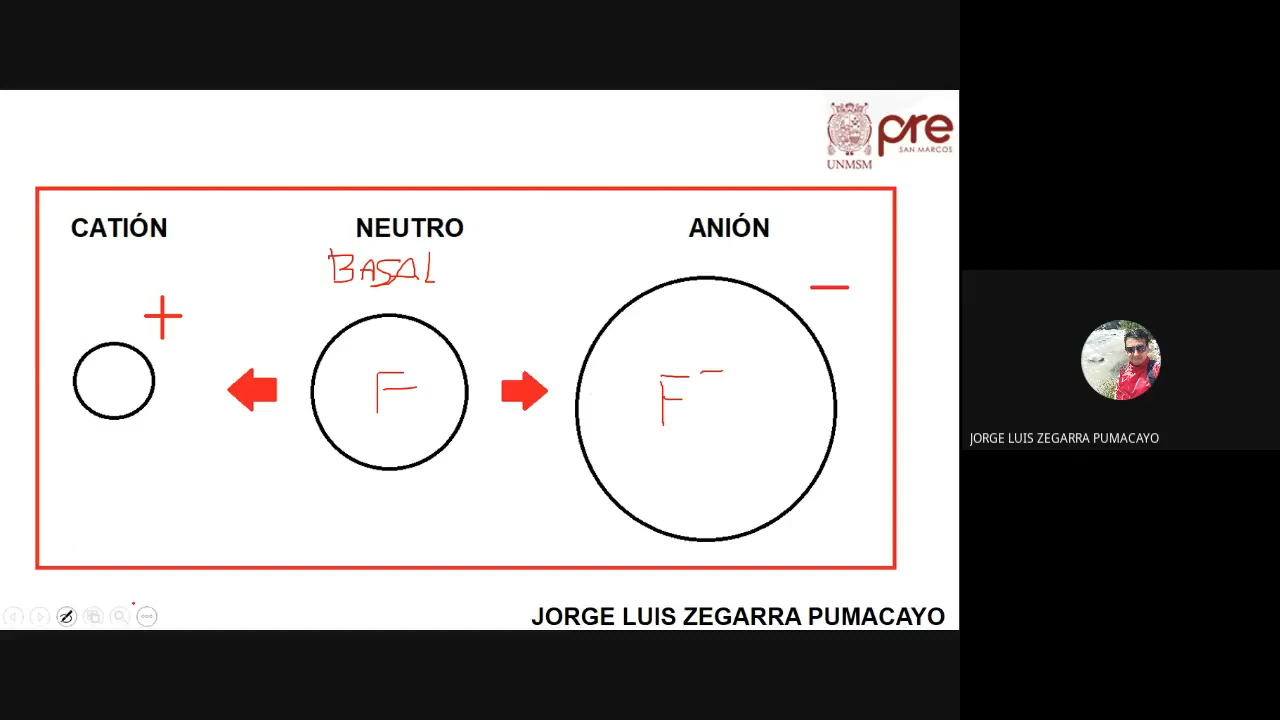 pre
SAN MARCOS
UNMSM
CATIÓN NEUTRO ANIÓN
BASAL
+ −
F F −
JORGE LUIS ZEGARRA PUMACAYO
JORGE LUIS ZEGARRA PUMACAYO